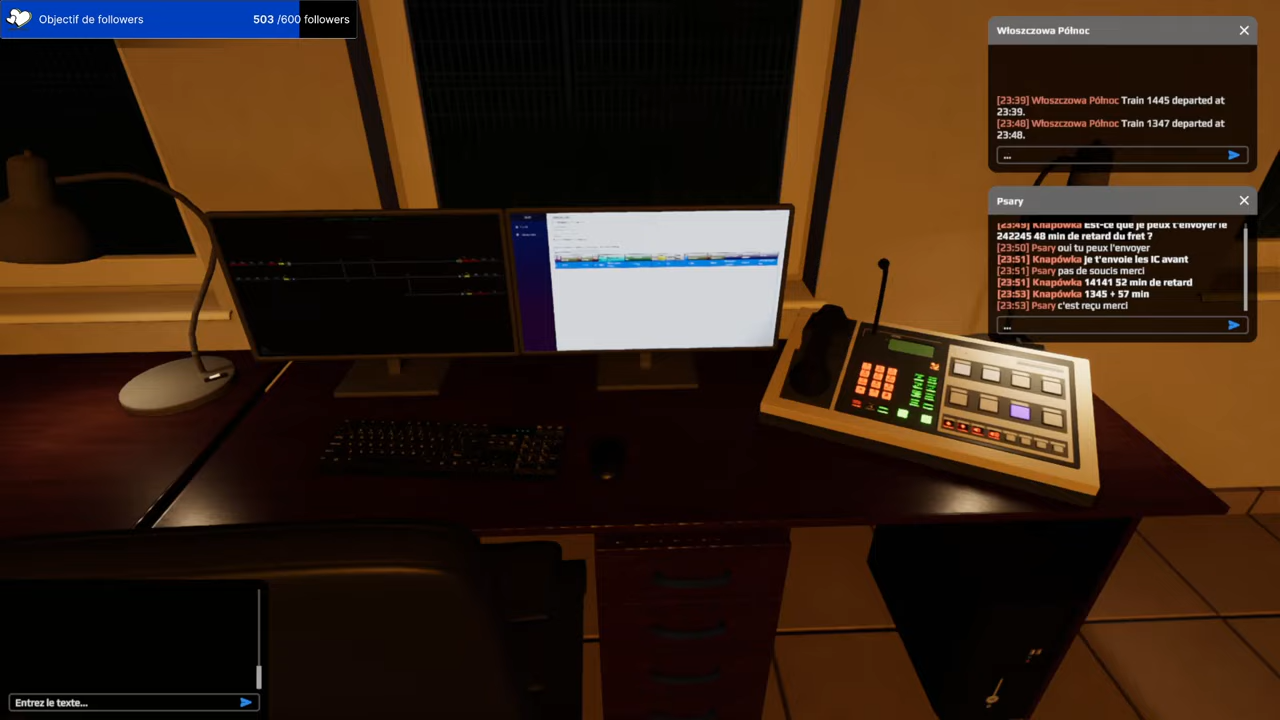 Objectif de followers
503 /600 followers
Włoszczowa Północ
[23:39] Włoszczowa Północ Train 1445 departed at
23:39.
[23:48] Włoszczowa Północ Train 1347 departed at
23:48.
...
Psary
[23:49] Knapówka Est-ce que je peux t'envoyer le
242245 48 min de retard du fret ?
[23:50] Psary oui tu peux l'envoyer
[23:51] Knapówka je t'envoie les IC avant
[23:51] Psary pas de soucis merci
[23:51] Knapówka 14141 52 min de retard
[23:53] Knapówka 1345 + 57 min
[23:53] Psary c'est reçu merci
...
Entrez le texte...